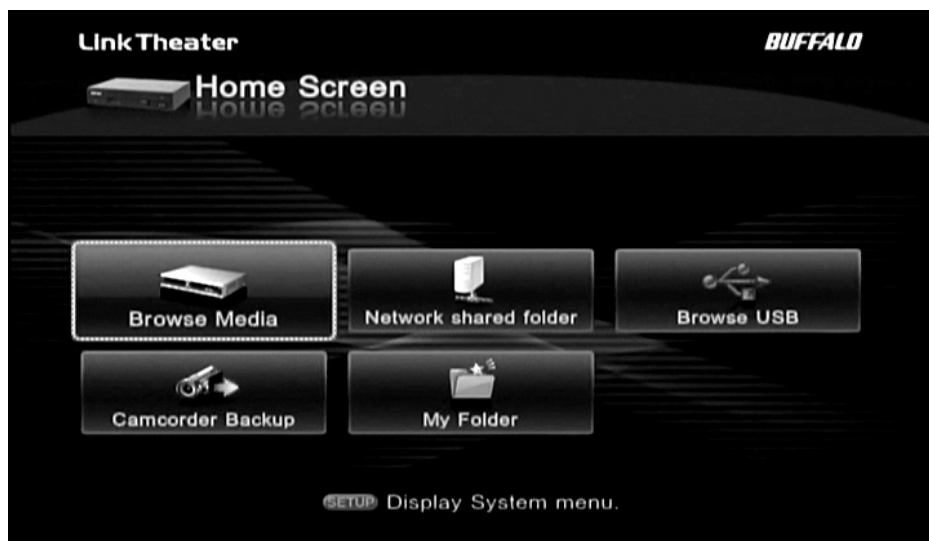 LinkTheater
BUFFALO
Home Screen
Browse Media
Network shared folder
Browse USB
Camcorder Backup
My Folder
SETUP Display System menu.